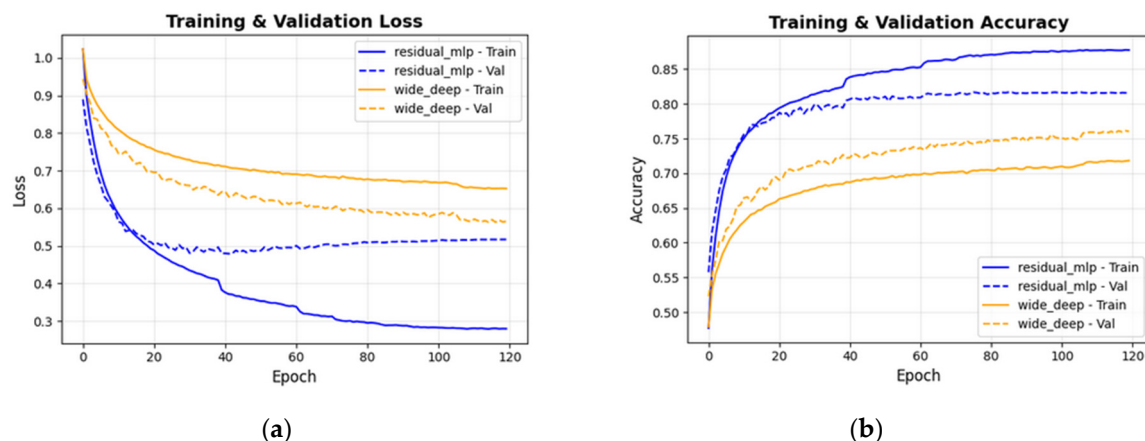 Training & Validation Loss
Loss
1.0
0.9
0.8
0.7
0.6
0.5
0.4
0.3
0
20
40
60
80
100
120
Epoch
residual_mlp - Train
residual_mlp - Val
wide_deep - Train
wide_deep - Val
(a)
Training & Validation Accuracy
Accuracy
0.85
0.80
0.75
0.70
0.65
0.60
0.55
0.50
0
20
40
60
80
100
120
Epoch
residual_mlp - Train
residual_mlp - Val
wide_deep - Train
wide_deep - Val
(b)